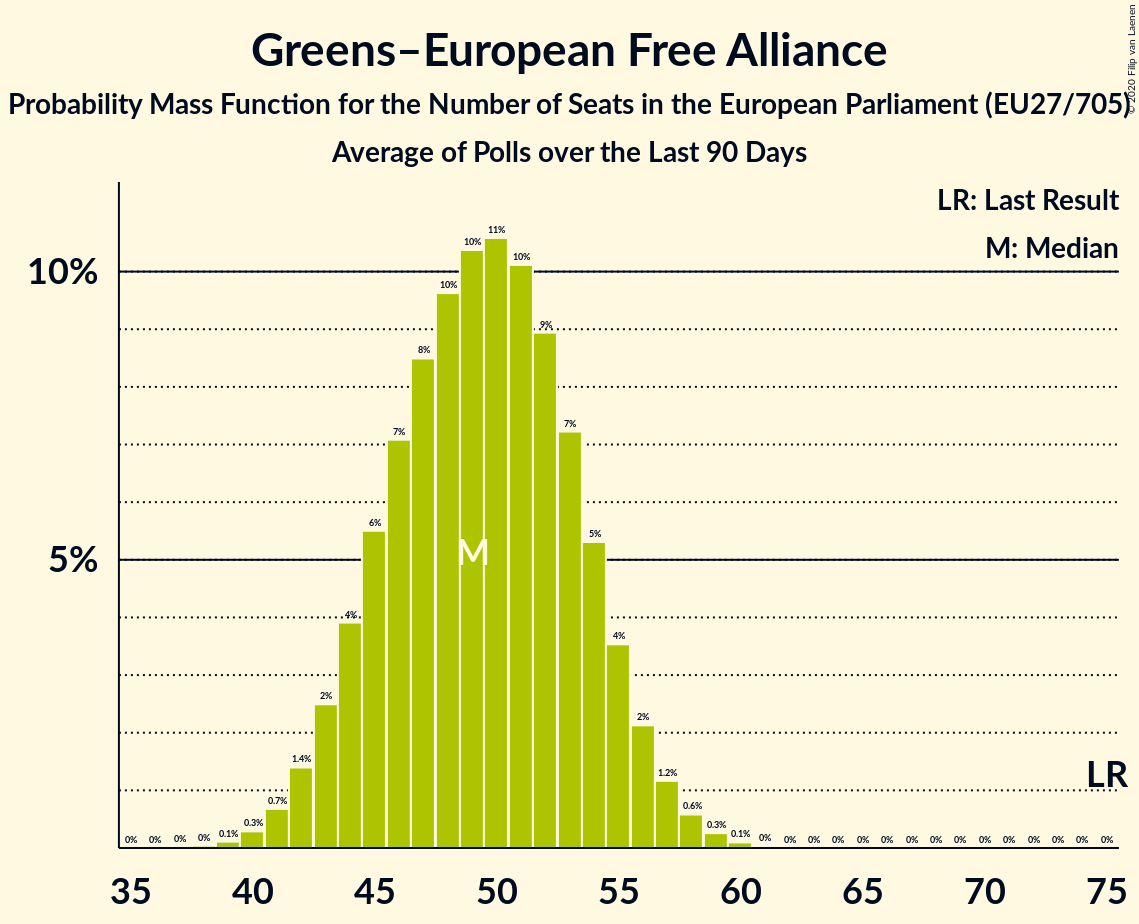 Greens–European Free Alliance
Probability Mass Function for the Number of Seats in the European Parliament (EU27/705)
Average of Polls over the Last 90 Days
© 2020 Filip van Laenen
LR: Last Result
M: Median
10%
5%
0% 0% 0% 0% 0.1% 0.3% 0.7% 1.4% 2% 4% 6% 7% 8% 10% 10% 11% 10% 9% 7% 5% 4% 2% 1.2% 0.6% 0.3% 0.1% 0% 0% 0% 0% 0% 0% 0% 0% 0% 0% 0% 0% 0% 0% 0%
M
LR
35 40 45 50 55 60 65 70 75